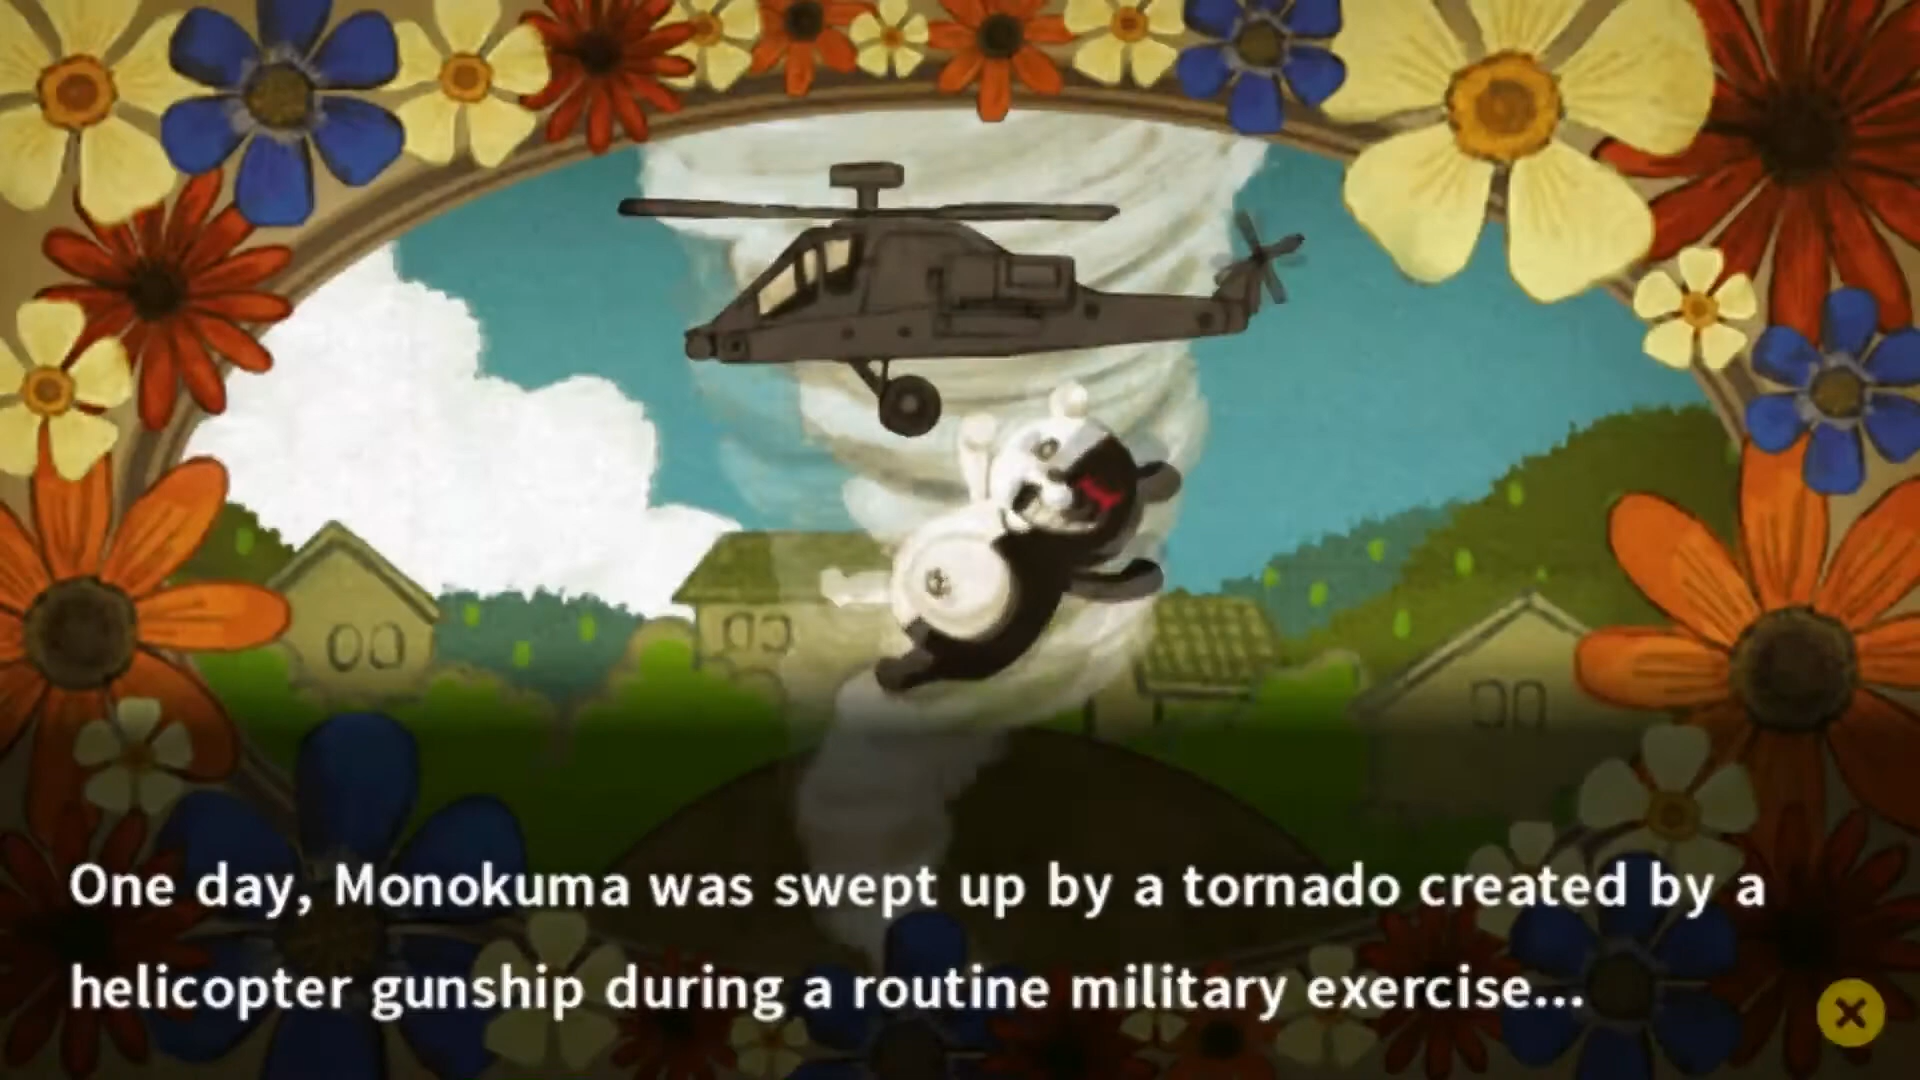 One day, Monokuma was swept up by a tornado created by a
helicopter gunship during a routine military exercise...